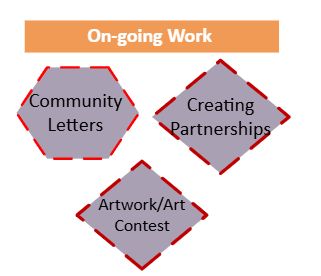 On-going Work
Community
Letters
Creating
Partnerships
Artwork/Art
Contest